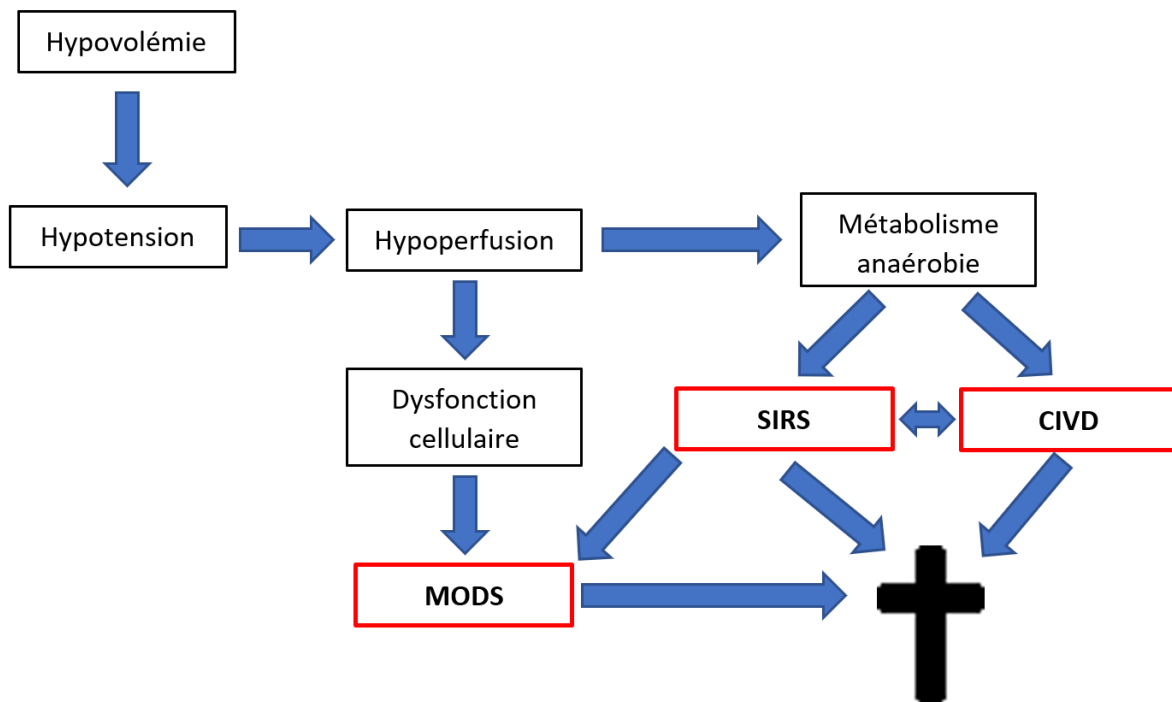 Hypovolémie
Hypotension
Hypoperfusion
Métabolisme
anaérobie
Dysfonction
cellulaire
SIRS
CIVD
MODS